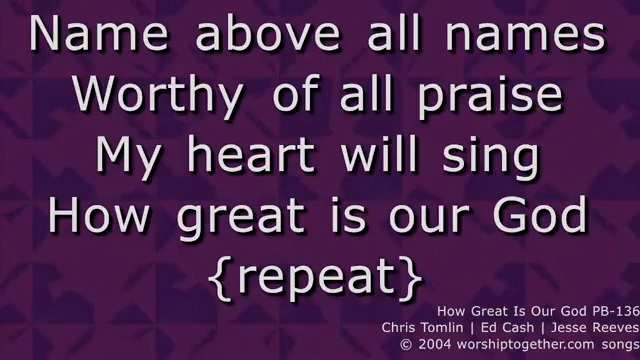 Name above all names
Worthy of all praise
My heart will sing
How great is our God
{repeat}
How Great Is Our God PB-136
Chris Tomlin | Ed Cash | Jesse Reeves
© 2004 worshiptogether.com songs